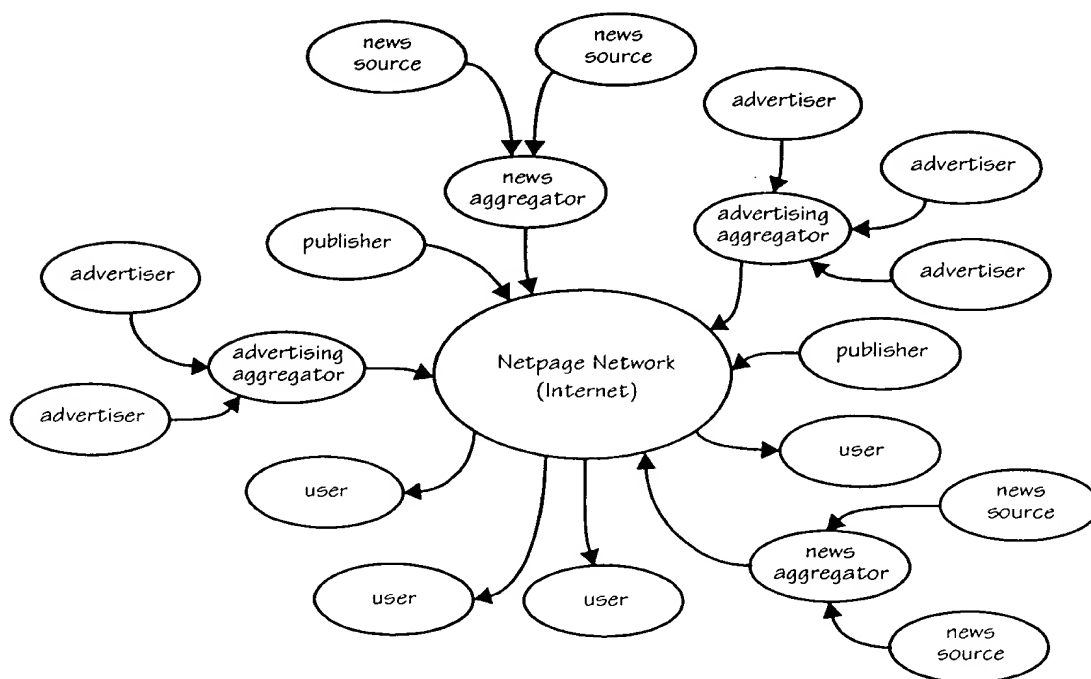 news
source
news
source
advertiser
advertiser
news
aggregator
advertising
aggregator
publisher
advertiser
advertiser
advertising
aggregator
Netpage Network
(Internet)
publisher
advertiser
user
user
news
source
news
aggregator
user
user
news
source